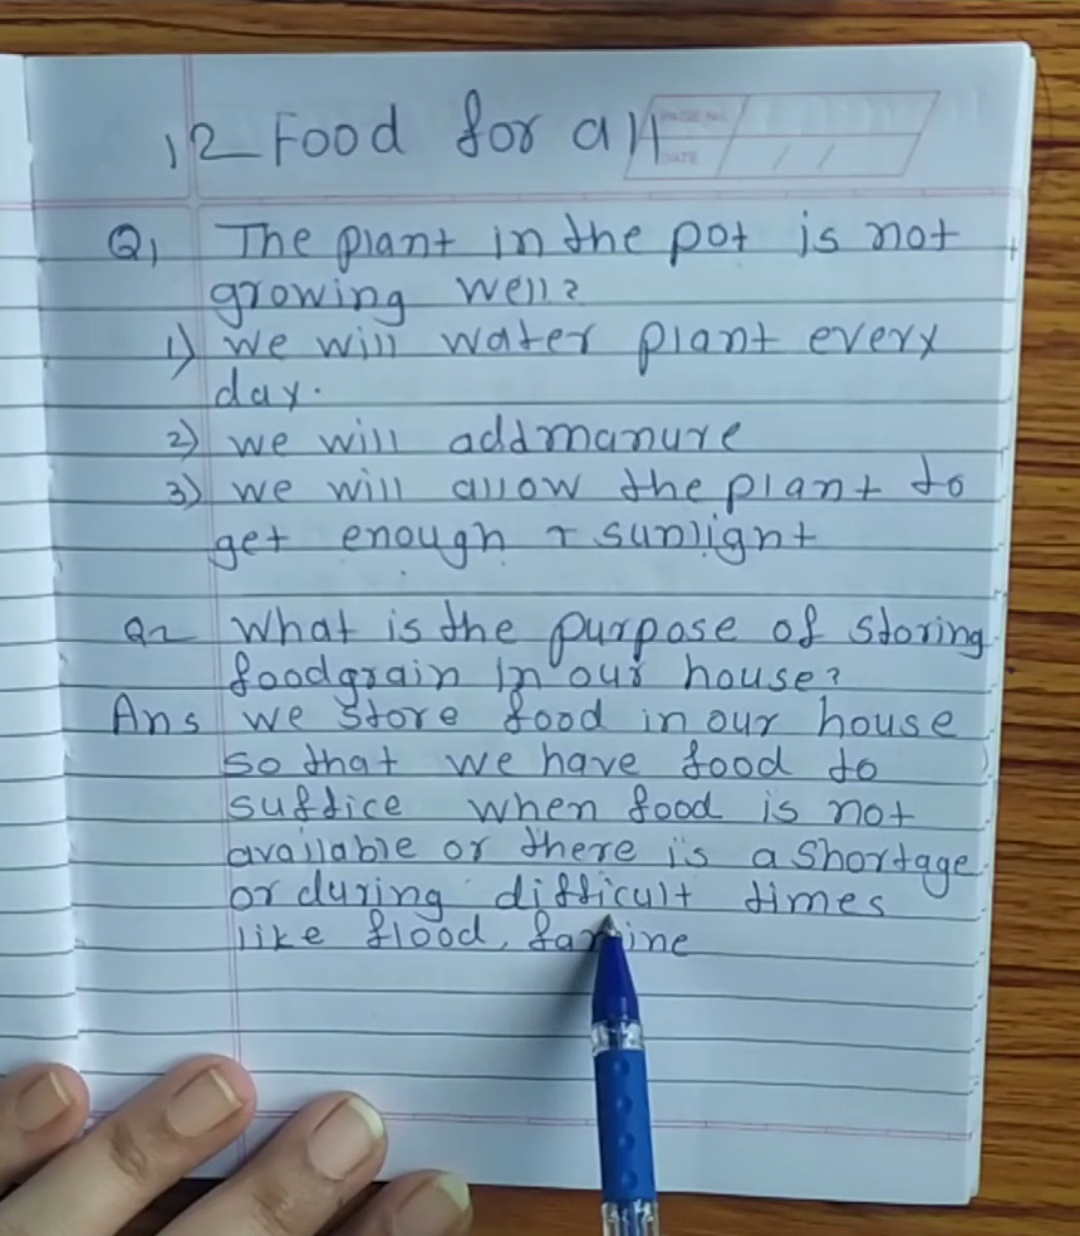 12 Food for all
PAGE No.
DATE / /
Q1 The plant in the pot is not
growing well?
1) we will water plant every
day.
2) we will add manure
3) we will allow the plant to
get enough r sunlignt
Q2 What is the purpose of storing
foodgrain in our house?
Ans we store food in our house
so that we have food to
suffice when food is not
available or there is a shortage
or during difficult times
like flood,